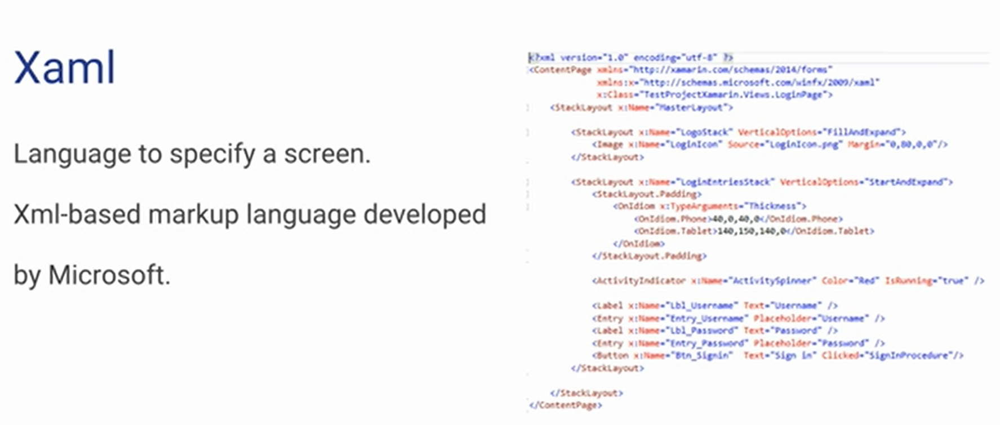 Xaml
Language to specify a screen.
Xml-based markup language developed
by Microsoft.
<?xml version="1.0" encoding="utf-8" ?>
<ContentPage xmlns="http://xamarin.com/schemas/2014/forms"
xmlns:x="http://schemas.microsoft.com/winfx/2009/xaml"
x:Class="TestProjectXamarin.Views.LoginPage">
<StackLayout x:Name="MasterLayout">
<StackLayout x:Name="LogoStack" VerticalOptions="FillAndExpand">
<Image x:Name="LoginIcon" Source="LoginIcon.png" Margin="0,80,0,0"/>
</StackLayout>
<StackLayout x:Name="LoginEntriesStack" VerticalOptions="StartAndExpand">
<StackLayout.Padding>
<OnIdiom x:TypeArguments="Thickness">
<OnIdiom.Phone>40,0,40,0</OnIdiom.Phone>
<OnIdiom.Tablet>140,150,140,0</OnIdiom.Tablet>
</OnIdiom>
</StackLayout.Padding>
<ActivityIndicator x:Name="ActivitySpinner" Color="Red" IsRunning="true" />
<Label x:Name="Lbl_Username" Text="Username" />
<Entry x:Name="Entry_Username" Placeholder="Username" />
<Label x:Name="Lbl_Password" Text="Password" />
<Entry x:Name="Entry_Password" Placeholder="Password" />
<Button x:Name="Btn_Signin" Text="Sign in" Clicked="SignInProcedure"/>
</StackLayout>
</StackLayout>
</ContentPage>